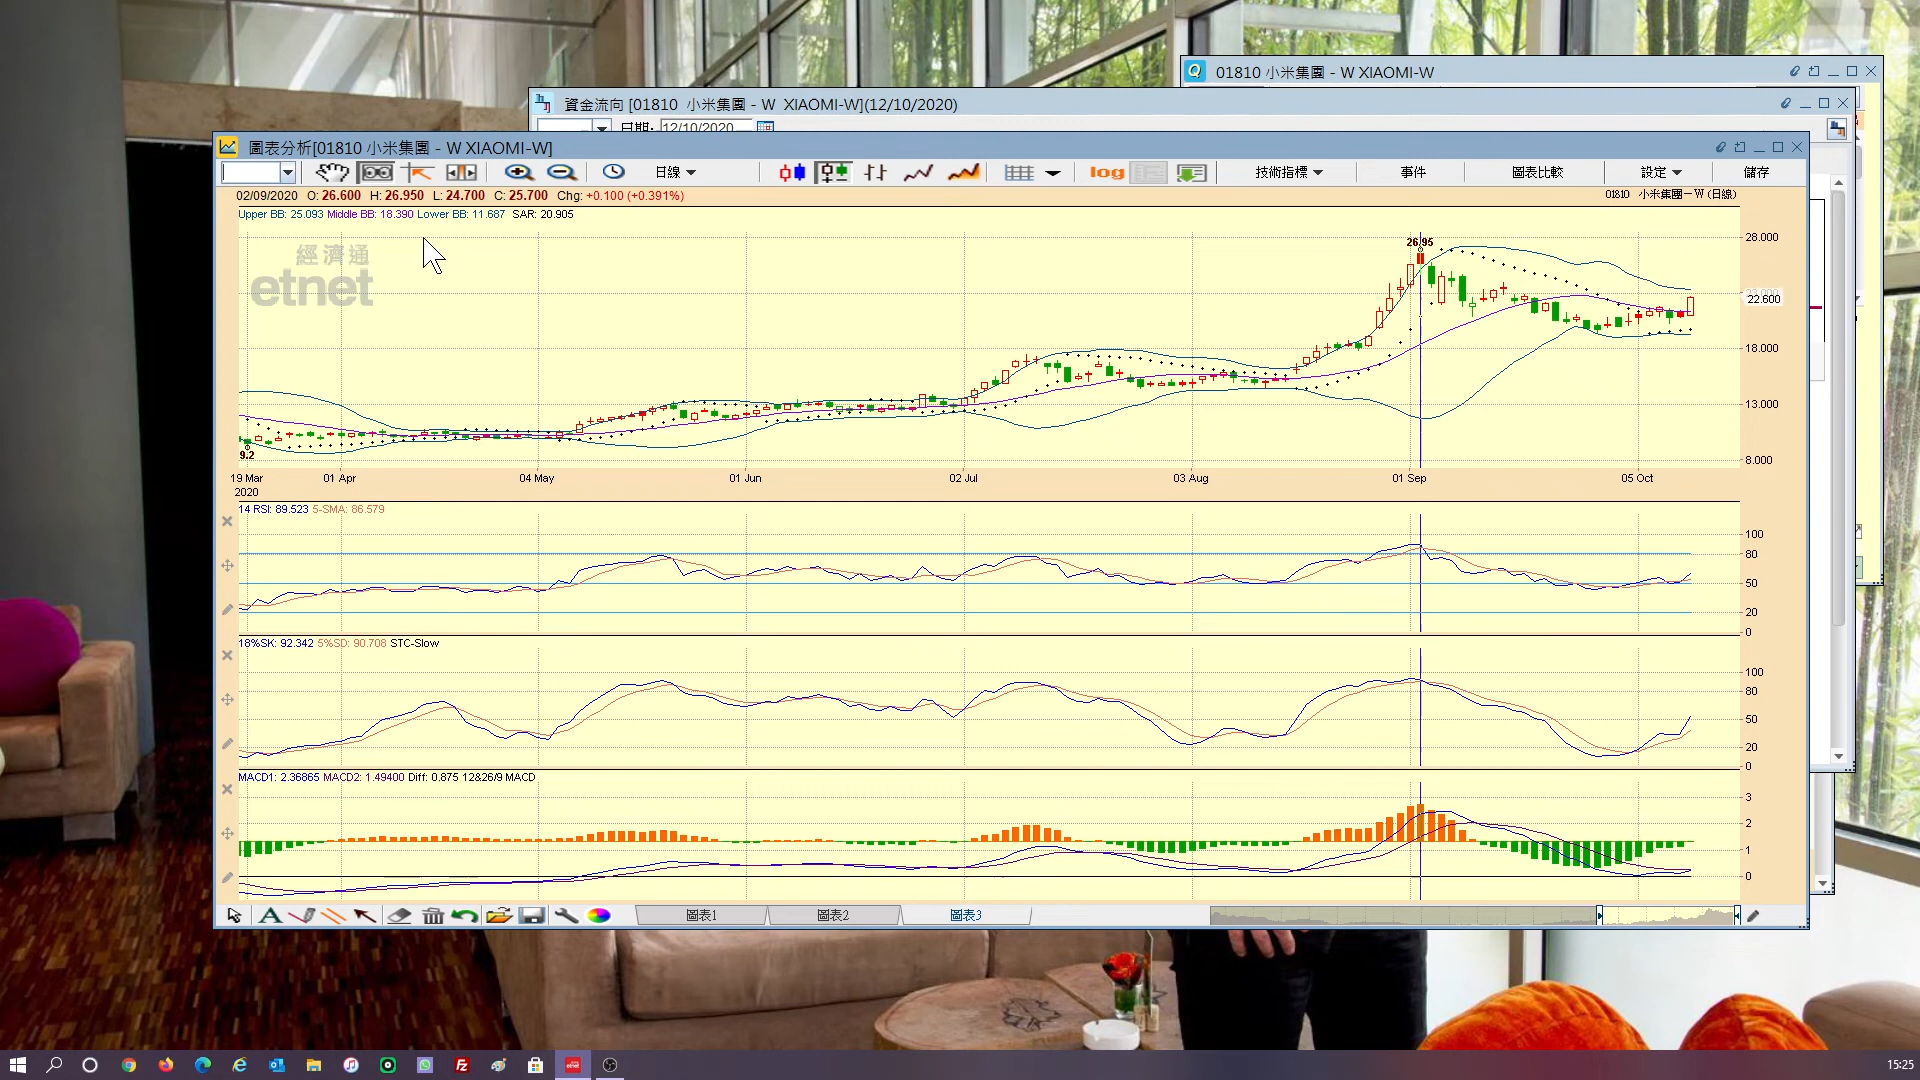 01810 小米集團 - W XIAOMI-W
資金流向 [01810 小米集團 - W XIAOMI-W](12/10/2020)
日期: 12/10/2020
圖表分析[01810 小米集團 - W XIAOMI-W]
日線 log 技術指標 事件 圖表比較 設定 儲存
02/09/2020 O: 26.600 H: 26.950 L: 24.700 C: 25.700 Chg: +0.100 (+0.391%) 01810 小米集團－W (日線)
Upper BB: 25.093 Middle BB: 18.390 Lower BB: 11.687 SAR: 20.905
經濟通
etnet
26.95
28.000
22.600
18.000
13.000
9.2
8.000
19 Mar 01 Apr 04 May 01 Jun 02 Jul 03 Aug 01 Sep 05 Oct
2020
14 RSI: 89.523 5-SMA: 86.579
100
80
50
20
0
18%SK: 92.342 5%SD: 90.708 STC-Slow
100
80
50
20
0
MACD1: 2.36865 MACD2: 1.49400 Diff: 0.875 12&26/9 MACD
3
2
1
0
圖表1 圖表2 圖表3
15:25